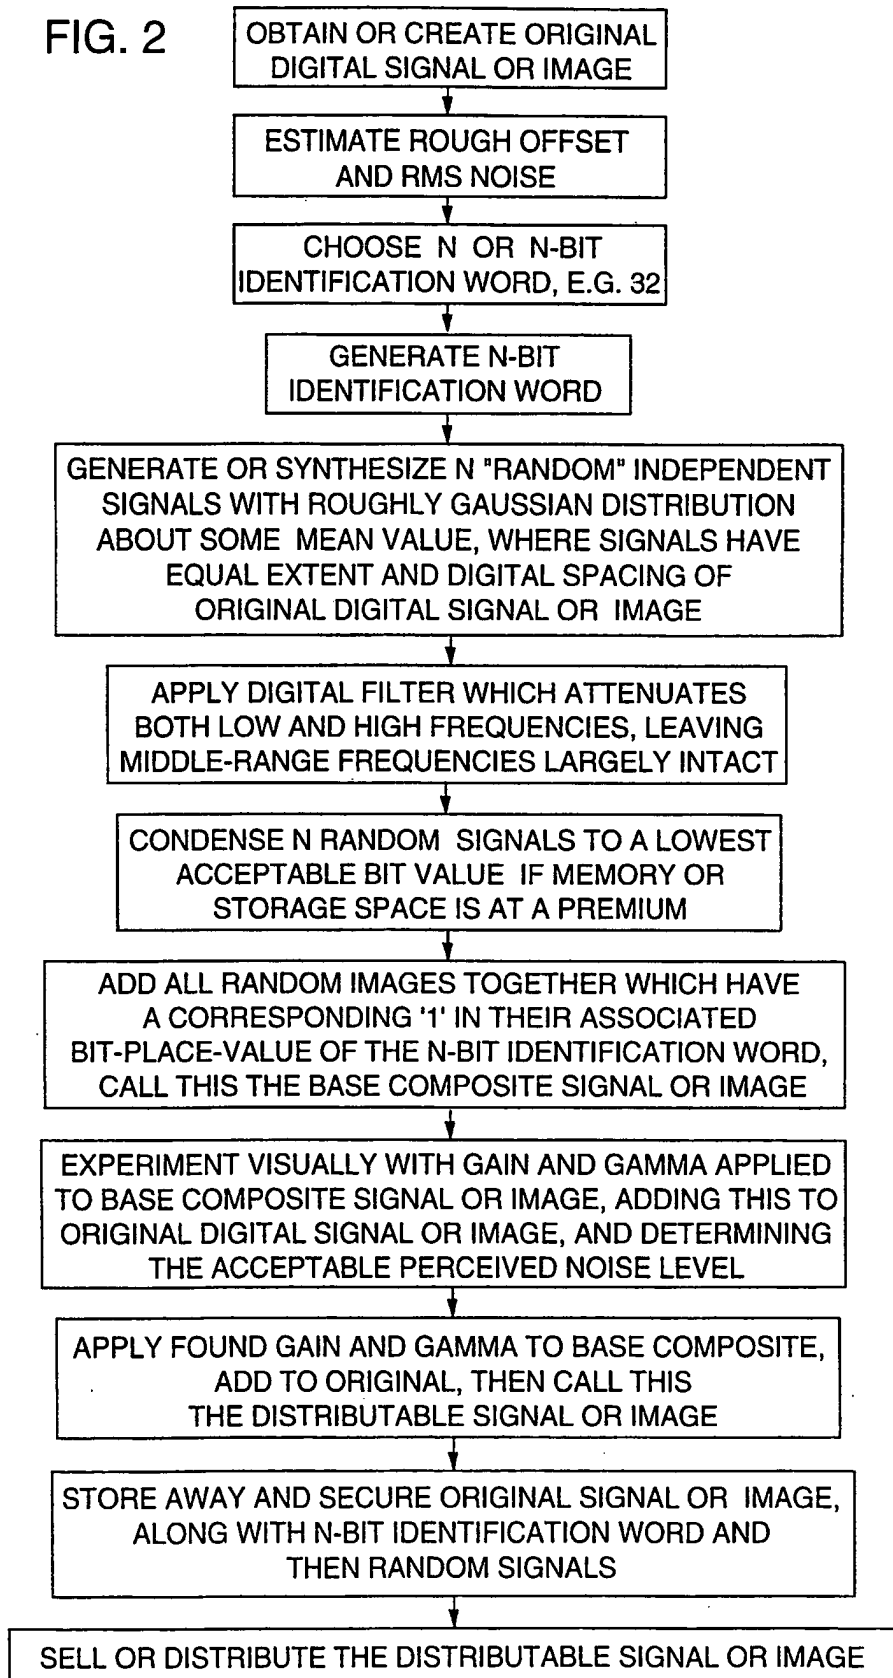 FIG. 2
OBTAIN OR CREATE ORIGINAL
DIGITAL SIGNAL OR IMAGE
ESTIMATE ROUGH OFFSET
AND RMS NOISE
CHOOSE N OR N-BIT
IDENTIFICATION WORD, E.G. 32
GENERATE N-BIT
IDENTIFICATION WORD
GENERATE OR SYNTHESIZE N "RANDOM" INDEPENDENT
SIGNALS WITH ROUGHLY GAUSSIAN DISTRIBUTION
ABOUT SOME MEAN VALUE, WHERE SIGNALS HAVE
EQUAL EXTENT AND DIGITAL SPACING OF
ORIGINAL DIGITAL SIGNAL OR IMAGE
APPLY DIGITAL FILTER WHICH ATTENUATES
BOTH LOW AND HIGH FREQUENCIES, LEAVING
MIDDLE-RANGE FREQUENCIES LARGELY INTACT
CONDENSE N RANDOM SIGNALS TO A LOWEST
ACCEPTABLE BIT VALUE IF MEMORY OR
STORAGE SPACE IS AT A PREMIUM
ADD ALL RANDOM IMAGES TOGETHER WHICH HAVE
A CORRESPONDING '1' IN THEIR ASSOCIATED
BIT-PLACE-VALUE OF THE N-BIT IDENTIFICATION WORD,
CALL THIS THE BASE COMPOSITE SIGNAL OR IMAGE
EXPERIMENT VISUALLY WITH GAIN AND GAMMA APPLIED
TO BASE COMPOSITE SIGNAL OR IMAGE, ADDING THIS TO
ORIGINAL DIGITAL SIGNAL OR IMAGE, AND DETERMINING
THE ACCEPTABLE PERCEIVED NOISE LEVEL
APPLY FOUND GAIN AND GAMMA TO BASE COMPOSITE,
ADD TO ORIGINAL, THEN CALL THIS
THE DISTRIBUTABLE SIGNAL OR IMAGE
STORE AWAY AND SECURE ORIGINAL SIGNAL OR IMAGE,
ALONG WITH N-BIT IDENTIFICATION WORD AND
THEN RANDOM SIGNALS
SELL OR DISTRIBUTE THE DISTRIBUTABLE SIGNAL OR IMAGE